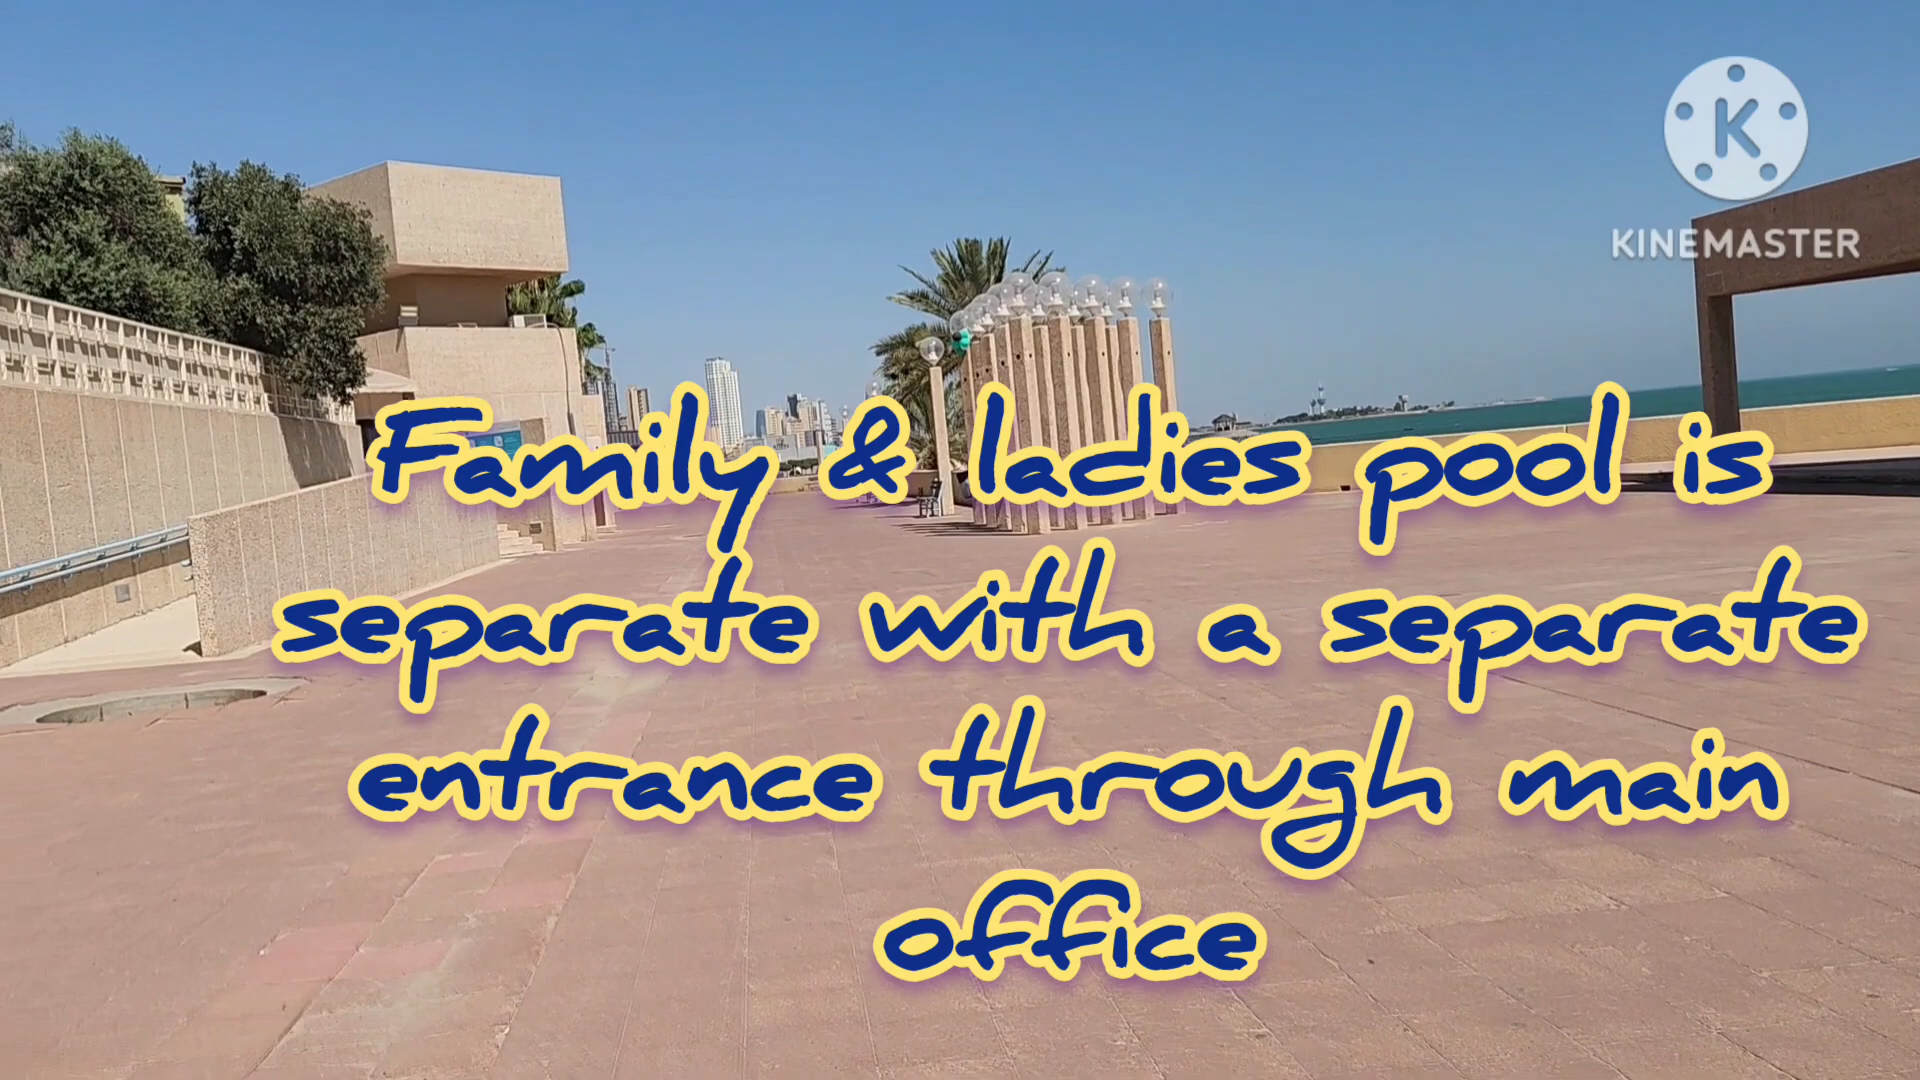 K
KINEMASTER
Family & ladies pool is
separate with a separate
entrance through main
office